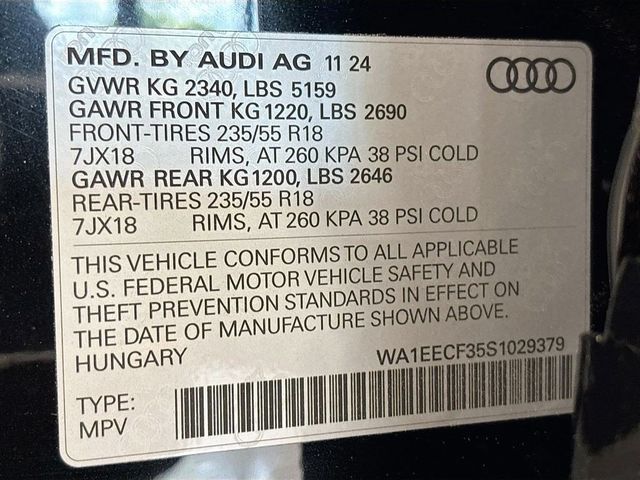 MFD. BY AUDI AG 11 24
GVWR KG 2340, LBS 5159
GAWR FRONT KG 1220, LBS 2690
FRONT-TIRES 235/55 R18
7JX18 RIMS, AT 260 KPA 38 PSI COLD
GAWR REAR KG 1200, LBS 2646
REAR-TIRES 235/55 R18
7JX18 RIMS, AT 260 KPA 38 PSI COLD
THIS VEHICLE CONFORMS TO ALL APPLICABLE
U.S. FEDERAL MOTOR VEHICLE SAFETY AND
THEFT PREVENTION STANDARDS IN EFFECT ON
THE DATE OF MANUFACTURE SHOWN ABOVE.
HUNGARY WA1EECF35S1029379
TYPE:
MPV